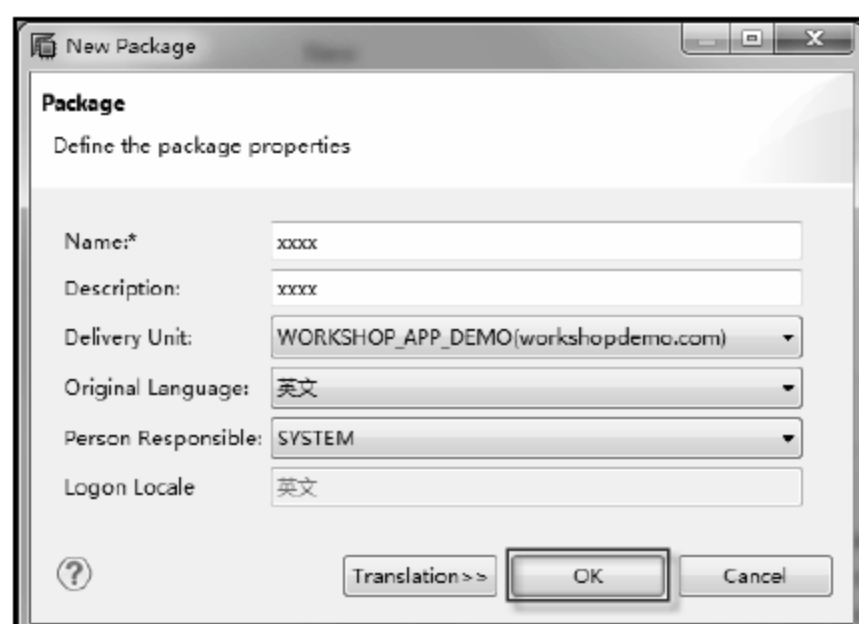 New Package
Package
Define the package properties
Name:* xxxx
Description: xxxx
Delivery Unit: WORKSHOP_APP_DEMO(workshopdemo.com)
Original Language: 英文
Person Responsible: SYSTEM
Logon Locale 英文
Translation>> OK Cancel